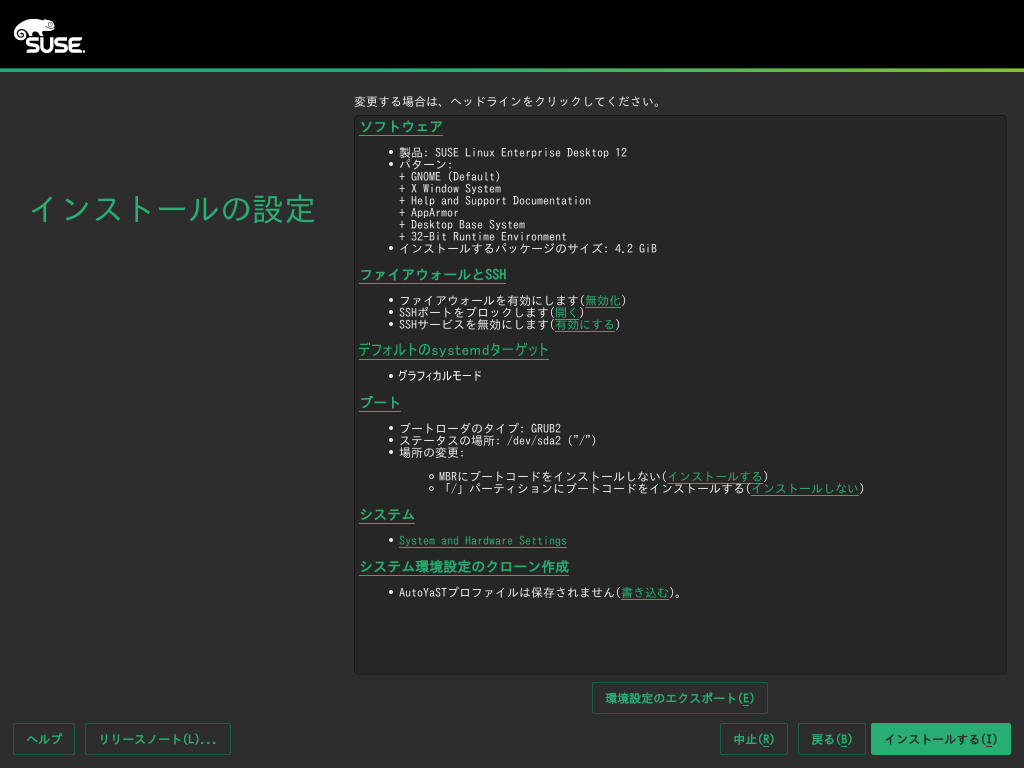 SUSE.
変更する場合は、ヘッドラインをクリックしてください。
インストールの設定
ソフトウェア
• 製品: SUSE Linux Enterprise Desktop 12
• パターン:
+ GNOME (Default)
+ X Window System
+ Help and Support Documentation
+ AppArmor
+ Desktop Base System
+ 32-Bit Runtime Environment
• インストールするパッケージのサイズ: 4.2 GiB
ファイアウォールとSSH
• ファイアウォールを有効にします(無効化)
• SSHポートをブロックします(開く)
• SSHサービスを無効にします(有効にする)
デフォルトのsystemdターゲット
• グラフィカルモード
ブート
• ブートローダのタイプ: GRUB2
• ステータスの場所: /dev/sda2 ("/")
• 場所の変更:
◦ MBRにブートコードをインストールしない(インストールする)
◦ 「/」パーティションにブートコードをインストールする(インストールしない)
システム
• System and Hardware Settings
システム環境設定のクローン作成
• AutoYaSTプロファイルは保存されません(書き込む)。
環境設定のエクスポート(E)
ヘルプ
リリースノート(L)...
中止(R)
戻る(B)
インストールする(I)